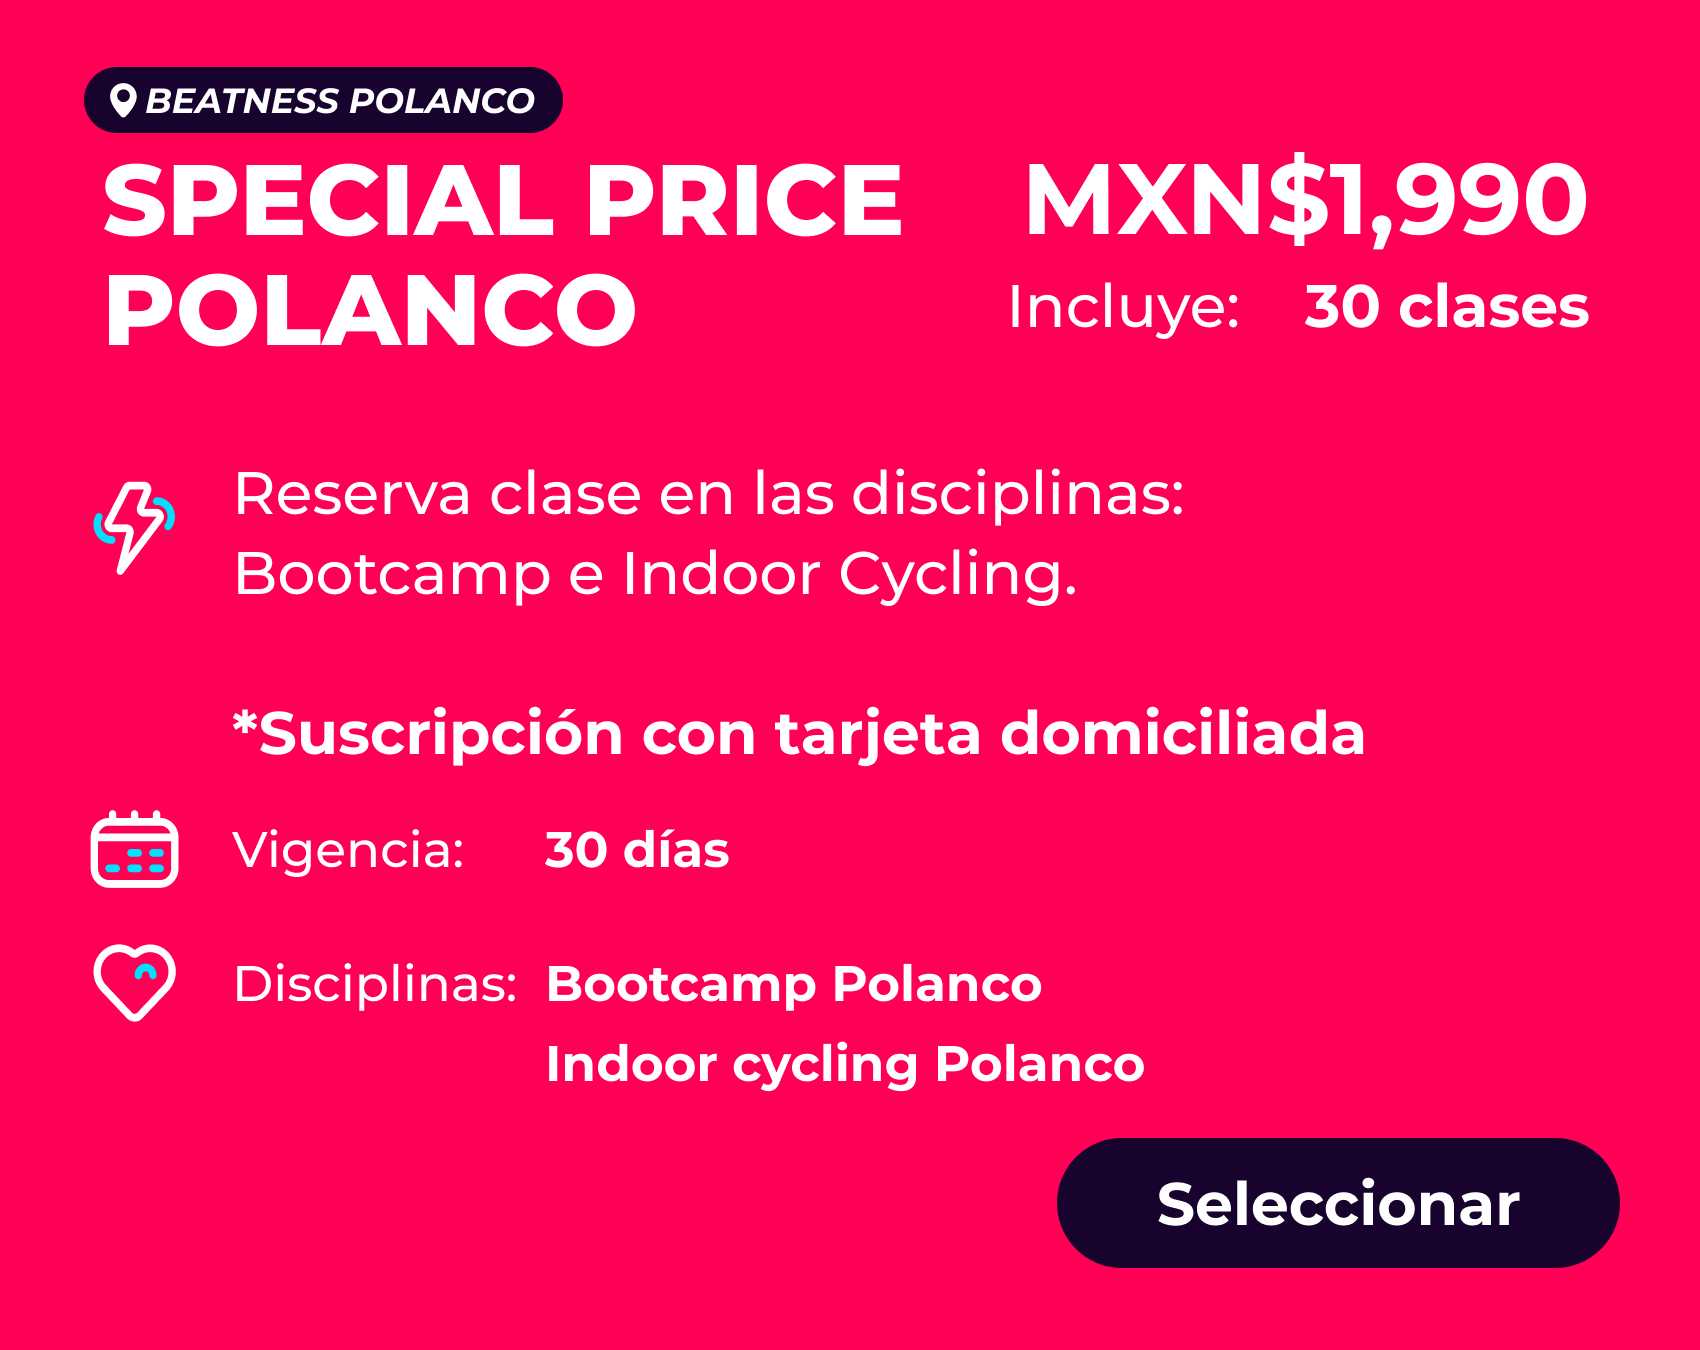 BEATNESS POLANCO
SPECIAL PRICE
POLANCO
MXN$1,990
Incluye: 30 clases
Reserva clase en las disciplinas:
Bootcamp e Indoor Cycling.
*Suscripción con tarjeta domiciliada
Vigencia: 30 días
Disciplinas: Bootcamp Polanco
Indoor cycling Polanco
Seleccionar